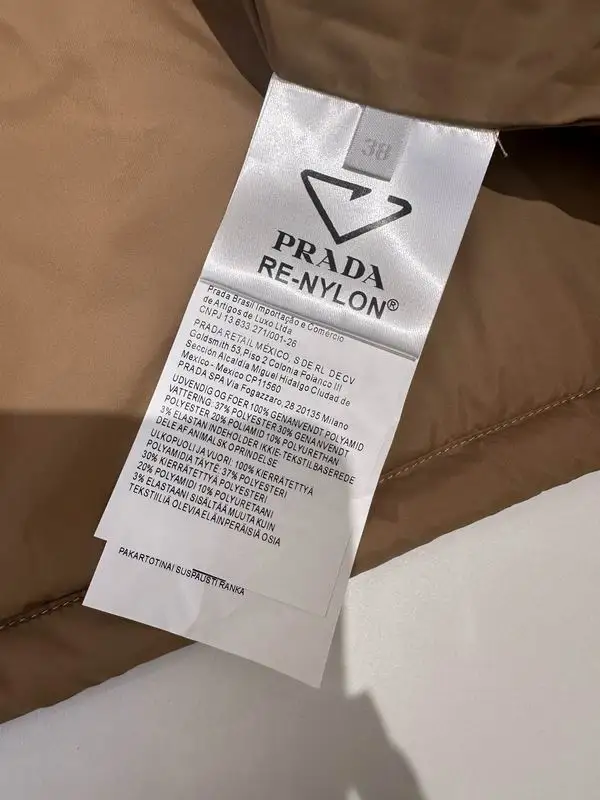 38
PRADA
RE-NYLON®
Prada Brasil Importação e Comércio
de Artigos de Luxo Ltda
CNPJ 13.633.271/001-26
PRADA RETAIL MÉXICO, S DE RL DE CV
Goldsmith 53,Piso 2 Colonia Polanco III
Sección Alcaldia Miguel Hidalgo Ciudad de
Mexico - Mexico CP11560
PRADA SPA Via Fogazzaro, 28 20135 Milano
UDVENDIG OG FOER 100% GENANVENDT POLYAMID
VATTERING: 37% POLYESTER 30% GENANVENDT
POLYESTER 20% POLIAMID 10% POLYURETHAN
3% ELASTAN INDEHOLDER IKKE-TEKSTILBASEREDE
DELE AF ANIMALSK OPRINDELSE
ULKOPUOLI JA VUORI: 100% KIERRÄTETTYÄ
POLYAMIDIA TÄYTE: 37% POLYESTERI
30% KIERRÄTETTYÄ POLYESTERI
20% POLYAMIDI 10% POLYURETAANI
3% ELASTAANI SISÄLTÄÄ MUUTA KUIN
TEKSTIILIÄ OLEVIA ELÄINPERÄISIÄ OSIA
PAKARTOTINAI SUSPAUSTI RANKA